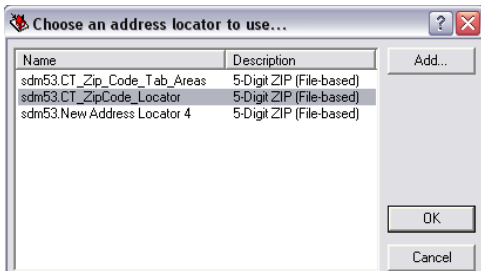 Choose an address locator to use...
Name Description
sdm53.CT_Zip_Code_Tab_Areas 5-Digit ZIP (File-based)
sdm53.CT_ZipCode_Locator 5-Digit ZIP (File-based)
sdm53.New Address Locator 4 5-Digit ZIP (File-based)
Add...
OK
Cancel